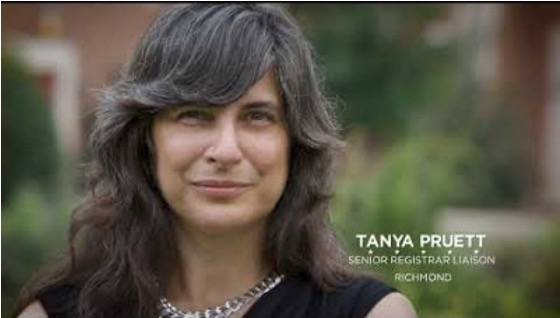 TANYA PRUETT
SENIOR REGISTRAR LIAISON
RICHMOND